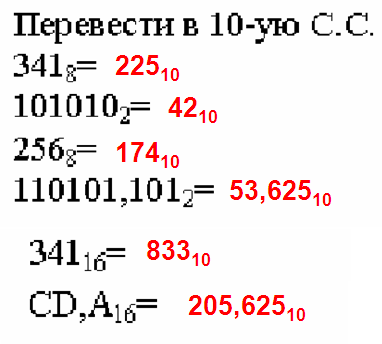 Перевести в 10-ую С.С.
341₈= 225₁₀
101010₂= 42₁₀
256₈= 174₁₀
110101,101₂= 53,625₁₀
341₁₆= 833₁₀
CD,A₁₆= 205,625₁₀